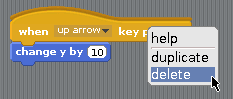 when up arrow key p
change y by 10
help
duplicate
delete